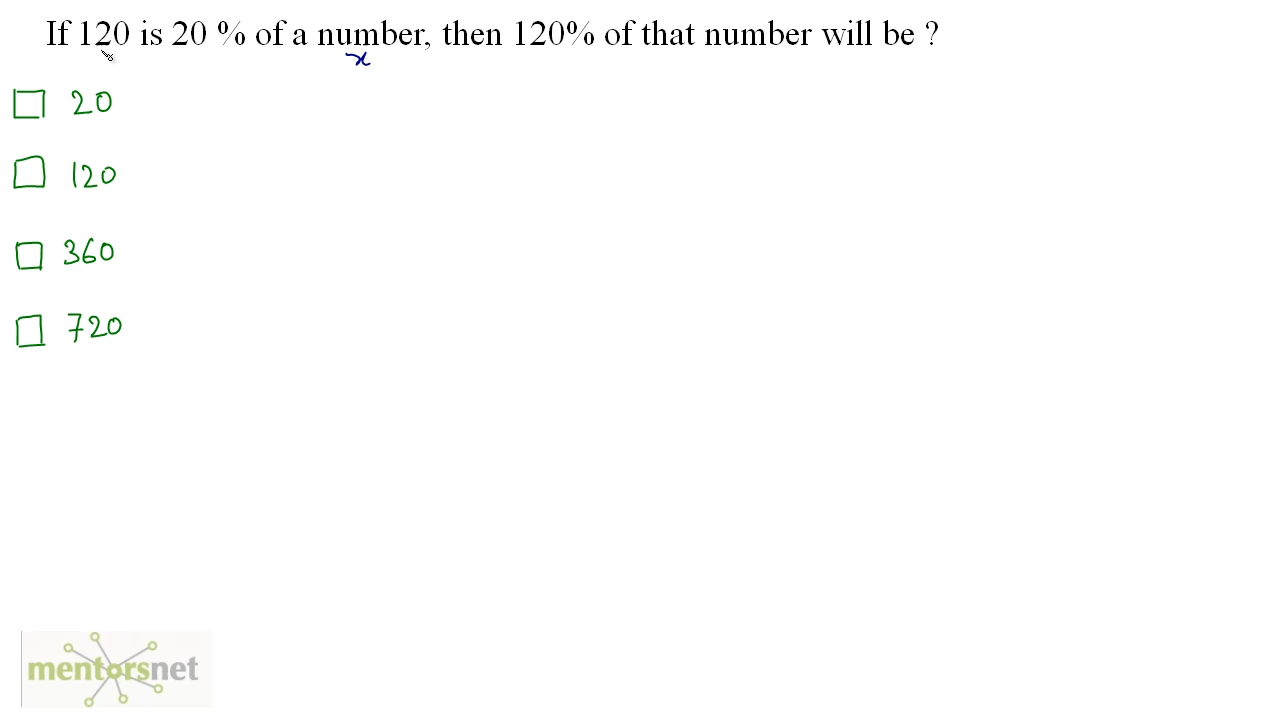 If 120 is 20 % of a number, then 120% of that number will be ?
x
20
120
360
720
mentorsnet